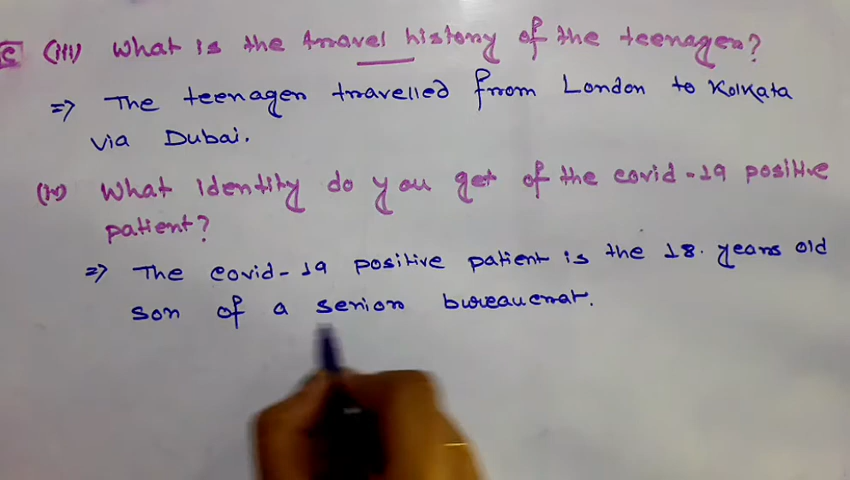 C (iii) What is the travel history of the teenager?
=> The teenager travelled from London to Kolkata
via Dubai.
(iv) What identity do you get of the covid-19 positive
patient?
=> The covid-19 positive patient is the 18. years old
son of a senior bureaucrat.